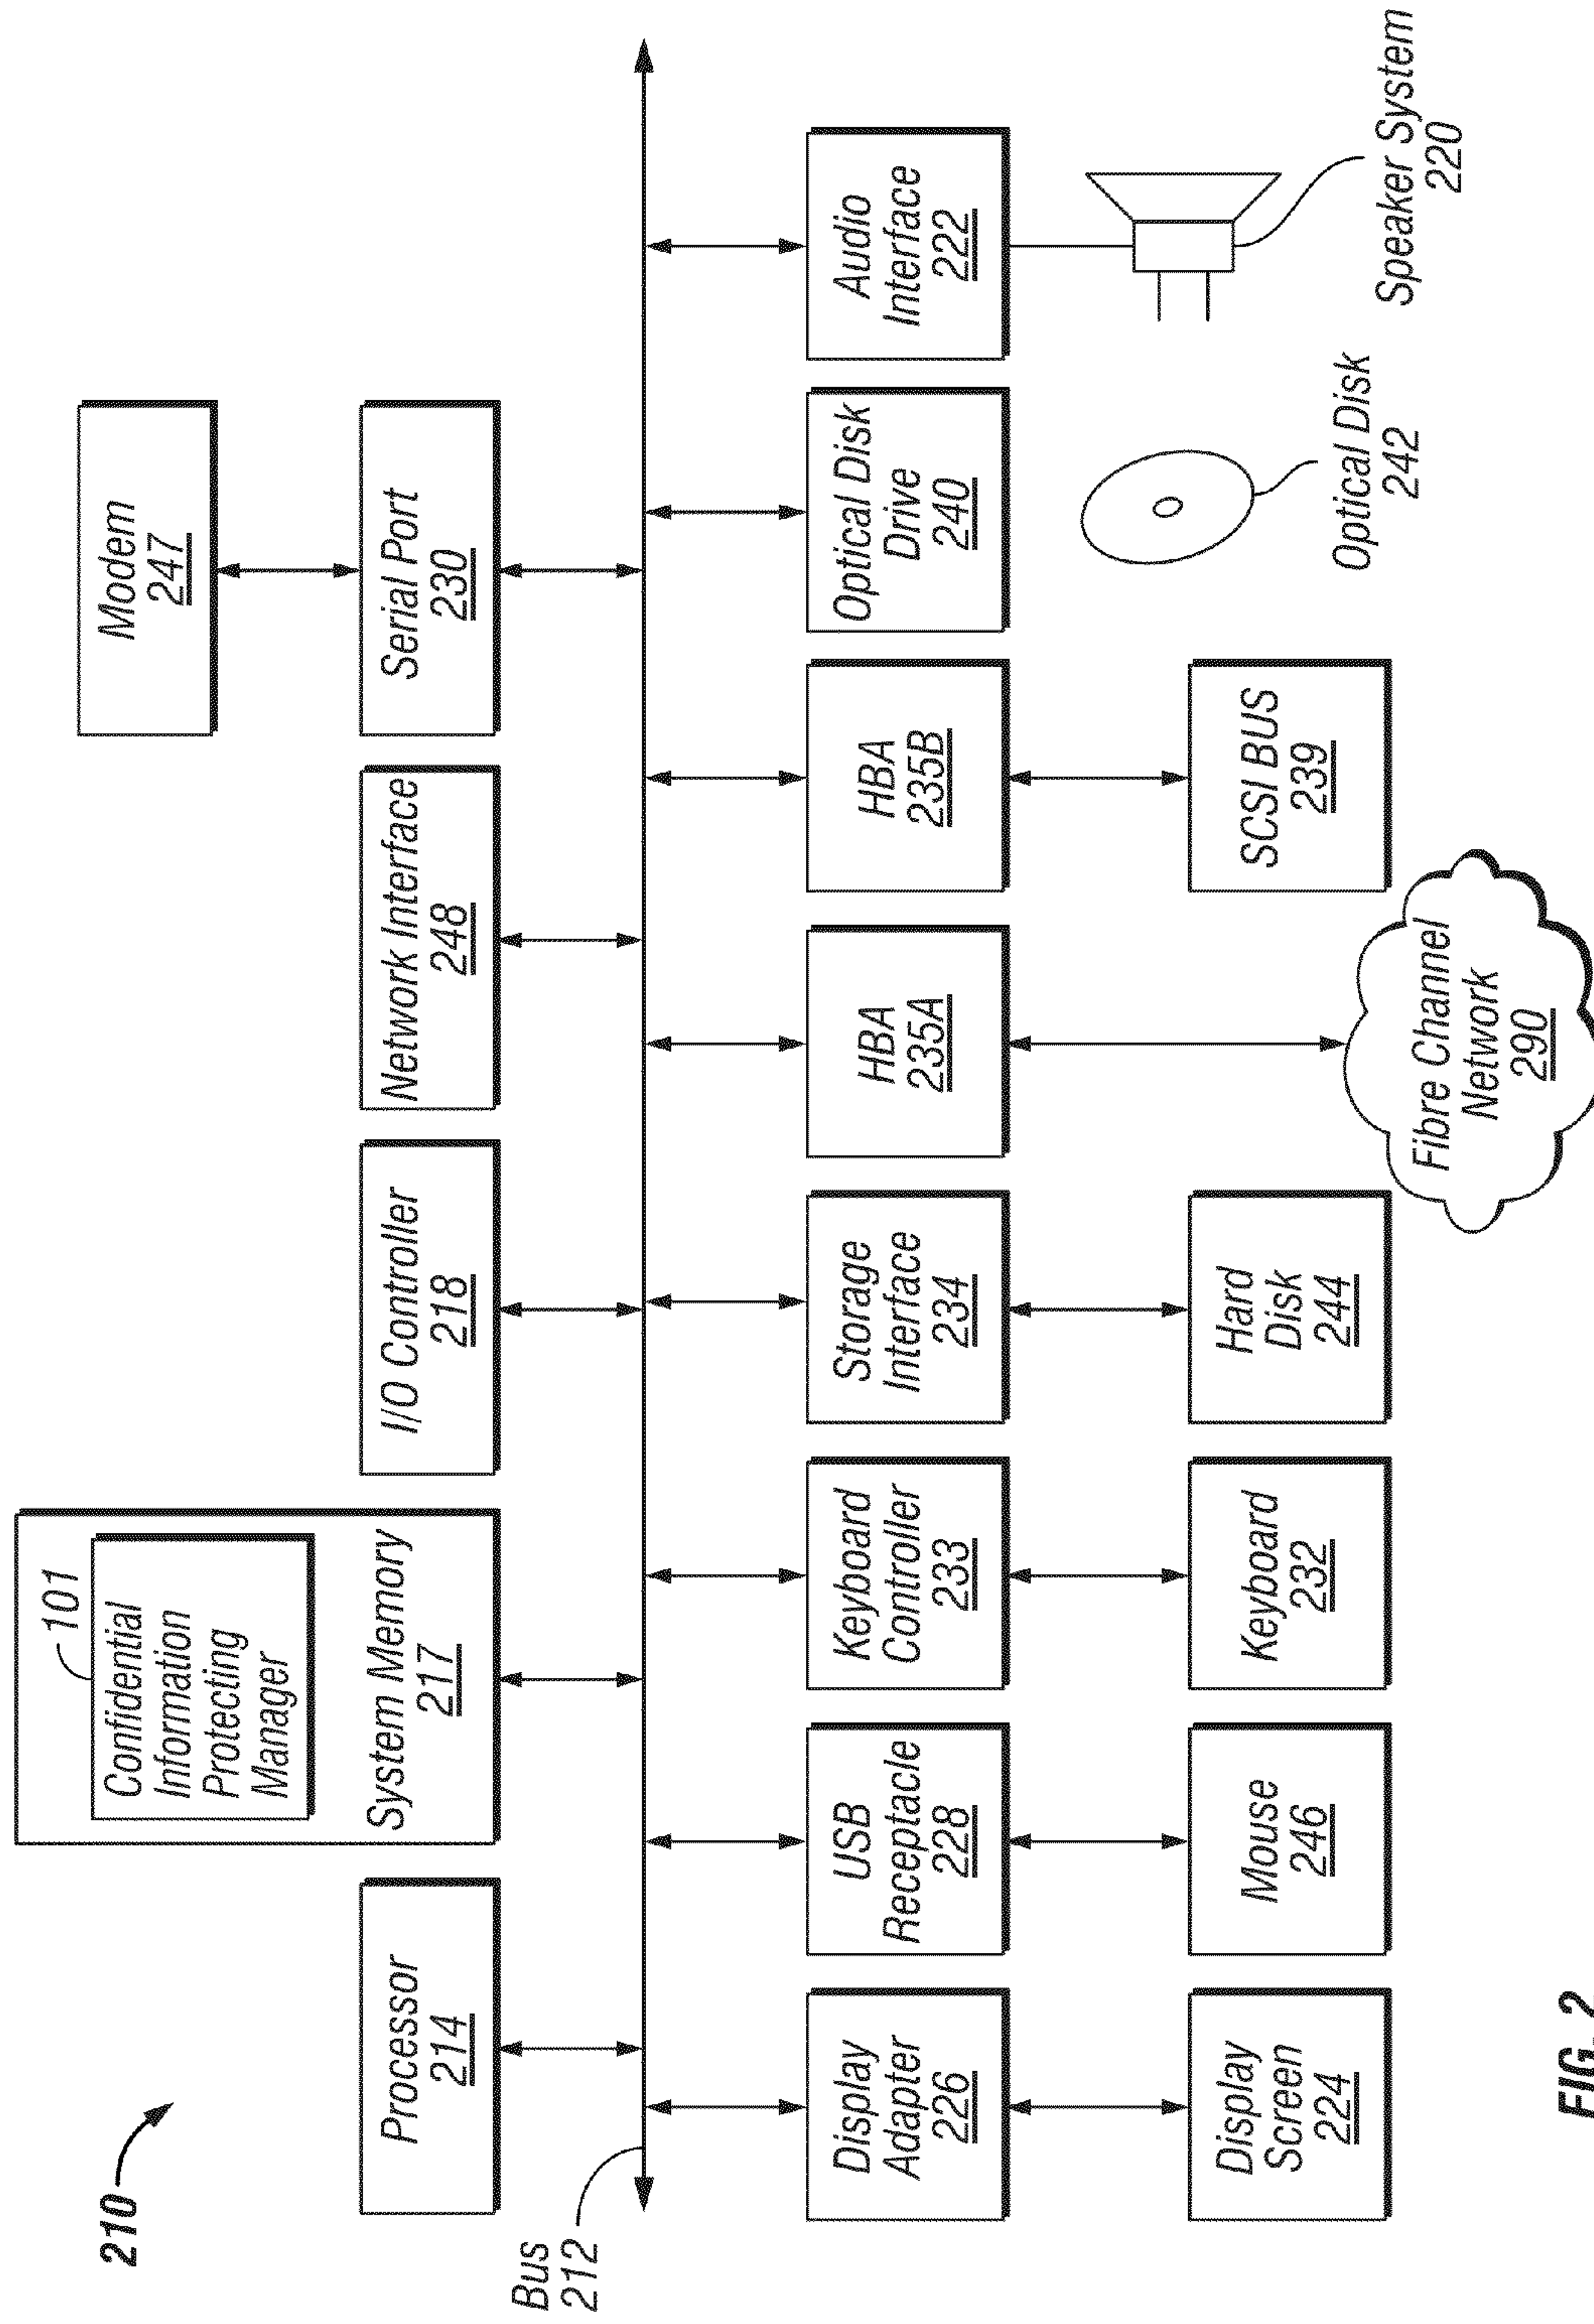 210
Processor
214
101
Confidential
Information
Protecting
Manager
System Memory
217
I/O Controller
218
Network Interface
248
Modem
247
Serial Port
230
Bus
212
Display
Adapter
226
USB
Receptacle
228
Keyboard
Controller
233
Storage
Interface
234
HBA
235A
HBA
235B
Optical Disk
Drive
240
Audio
Interface
222
Display
Screen
224
Mouse
246
Keyboard
232
Hard
Disk
244
Fibre Channel
Network
290
SCSI BUS
239
Optical Disk
242
Speaker System
220
FIG. 2